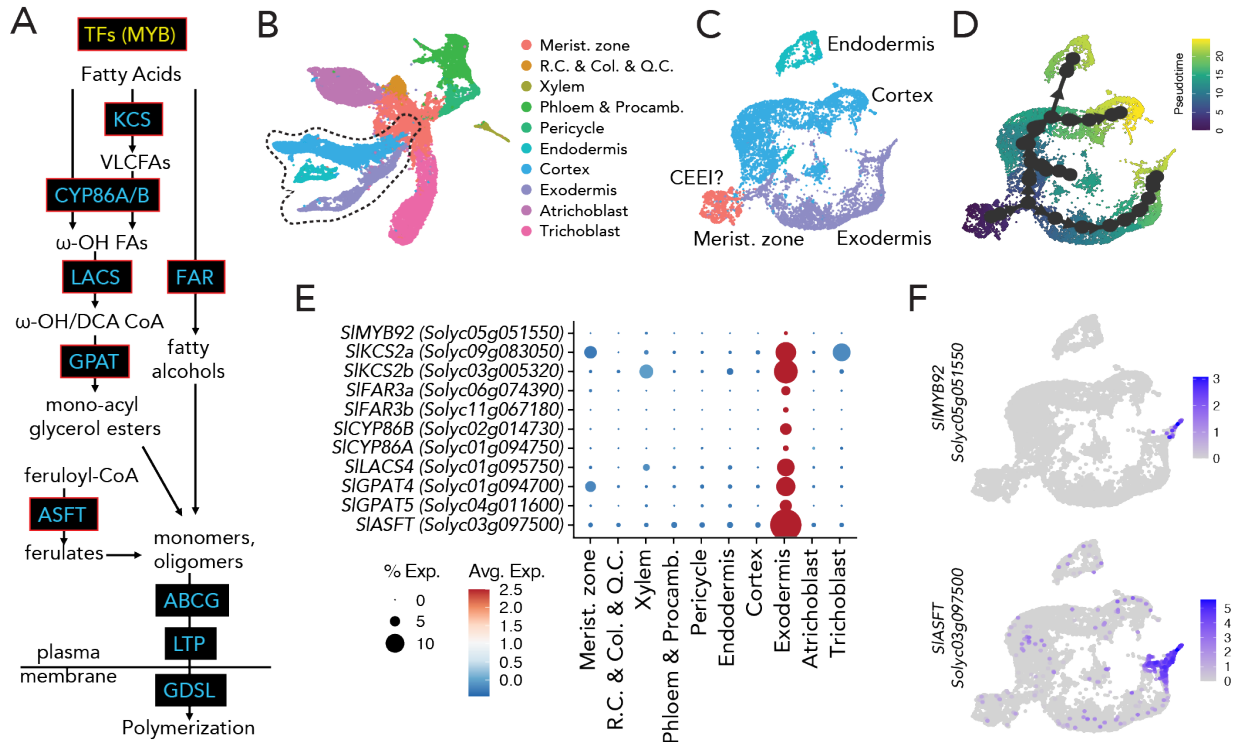 A
TFs (MYB)
Fatty Acids
KCS
VLCFAs
CYP86A/B
ω-OH FAs
LACS
FAR
ω-OH/DCA CoA
GPAT
fatty
alcohols
mono-acyl
glycerol esters
feruloyl-CoA
ASFT
ferulates
monomers,
oligomers
ABCG
LTP
plasma
membrane
GDSL
Polymerization
B
Merist. zone
R.C. & Col. & Q.C.
Xylem
Phloem & Procamb.
Pericycle
Endodermis
Cortex
Exodermis
Atrichoblast
Trichoblast
C
Endodermis
Cortex
CEEI?
Merist. zone
Exodermis
D
Pseudotime
20
15
10
5
0
E
SlMYB92 (Solyc05g051550)
SlKCS2a (Solyc09g083050)
SlKCS2b (Solyc03g005320)
SlFAR3a (Solyc06g074390)
SlFAR3b (Solyc11g067180)
SlCYP86B (Solyc02g014730)
SlCYP86A (Solyc01g094750)
SlLACS4 (Solyc01g095750)
SlGPAT4 (Solyc01g094700)
SlGPAT5 (Solyc04g011600)
SlASFT (Solyc03g097500)
Merist. zone
R.C. & Col. & Q.C.
Xylem
Phloem & Procamb.
Pericycle
Endodermis
Cortex
Exodermis
Atrichoblast
Trichoblast
% Exp.
0
5
10
Avg. Exp.
2.5
2.0
1.5
1.0
0.5
0.0
F
SlMYB92
Solyc05g051550
3
2
1
0
SlASFT
Solyc03g097500
5
4
3
2
1
0